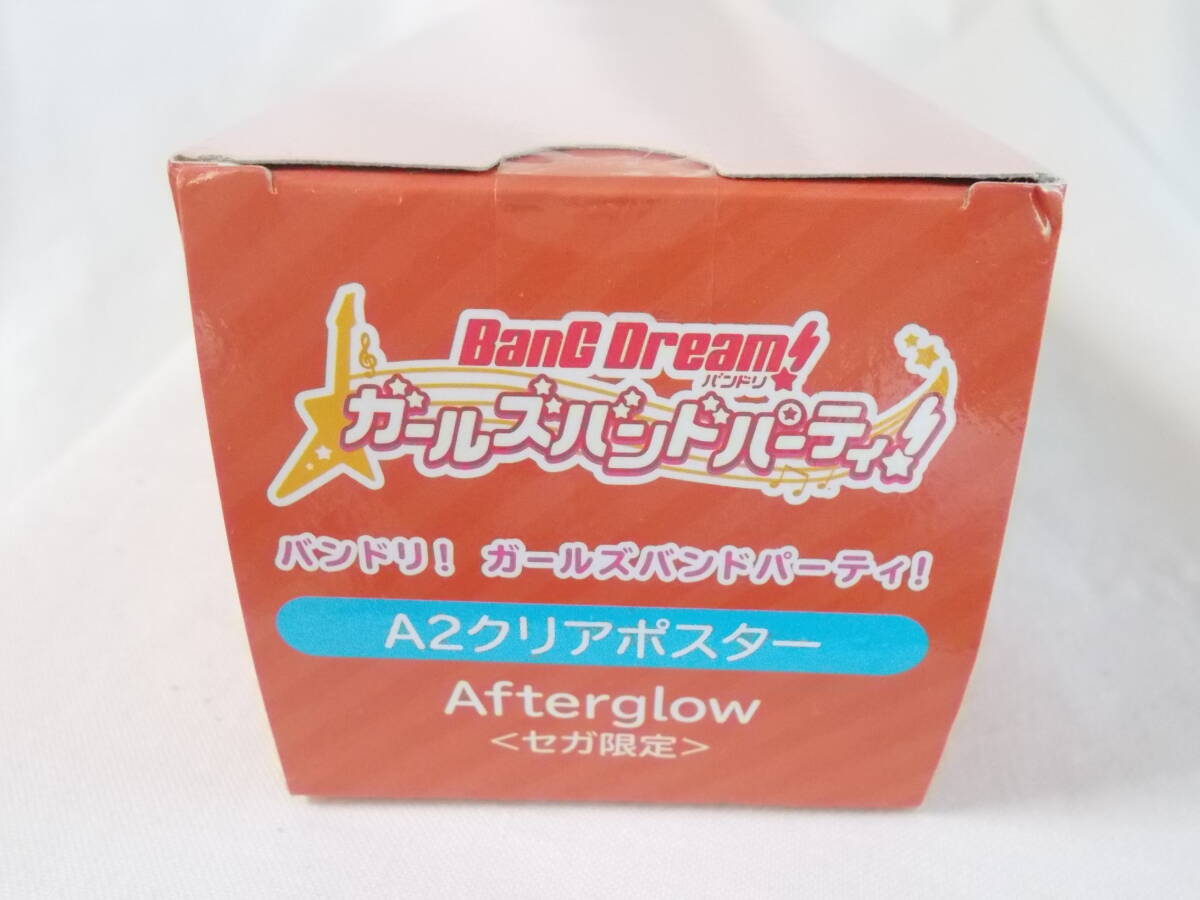 BanG Dream!
バンドリ
ガールズバンドパーティ!
バンドリ! ガールズバンドパーティ!
A2クリアポスター
Afterglow
<セガ限定>